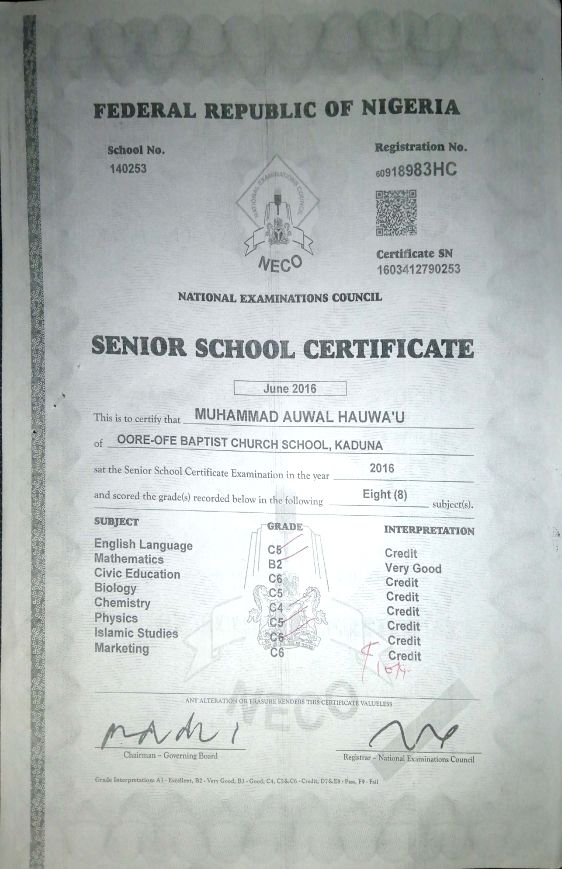 FEDERAL REPUBLIC OF NIGERIA
School No.
140253
Registration No.
60918983HC
NATIONAL EXAMINATIONS COUNCIL
NECO
Certificate SN
1603412790253
NATIONAL EXAMINATIONS COUNCIL
SENIOR SCHOOL CERTIFICATE
June 2016
This is to certify that MUHAMMAD AUWAL HAUWA'U
of OORE-OFE BAPTIST CHURCH SCHOOL, KADUNA
sat the Senior School Certificate Examination in the year 2016
and scored the grade(s) recorded below in the following Eight (8) subject(s).
SUBJECT GRADE INTERPRETATION
English Language Credit
Mathematics B2 Very Good
Civic Education C6 Credit
Biology C5 Credit
Chemistry C4 Credit
Physics C5 Credit
Islamic Studies C6 Credit
Marketing C6 Credit
ANY ALTERATION OR ERASURE RENDERS THIS CERTIFICATE VALUELESS
NECO
Chairman – Governing Board
Registrar – National Examinations Council
Grade Interpretation: A1 - Excellent, B2 - Very Good, B3 - Good, C4, C5 & C6 - Credit, D7 & E8 - Pass, F9 - Fail